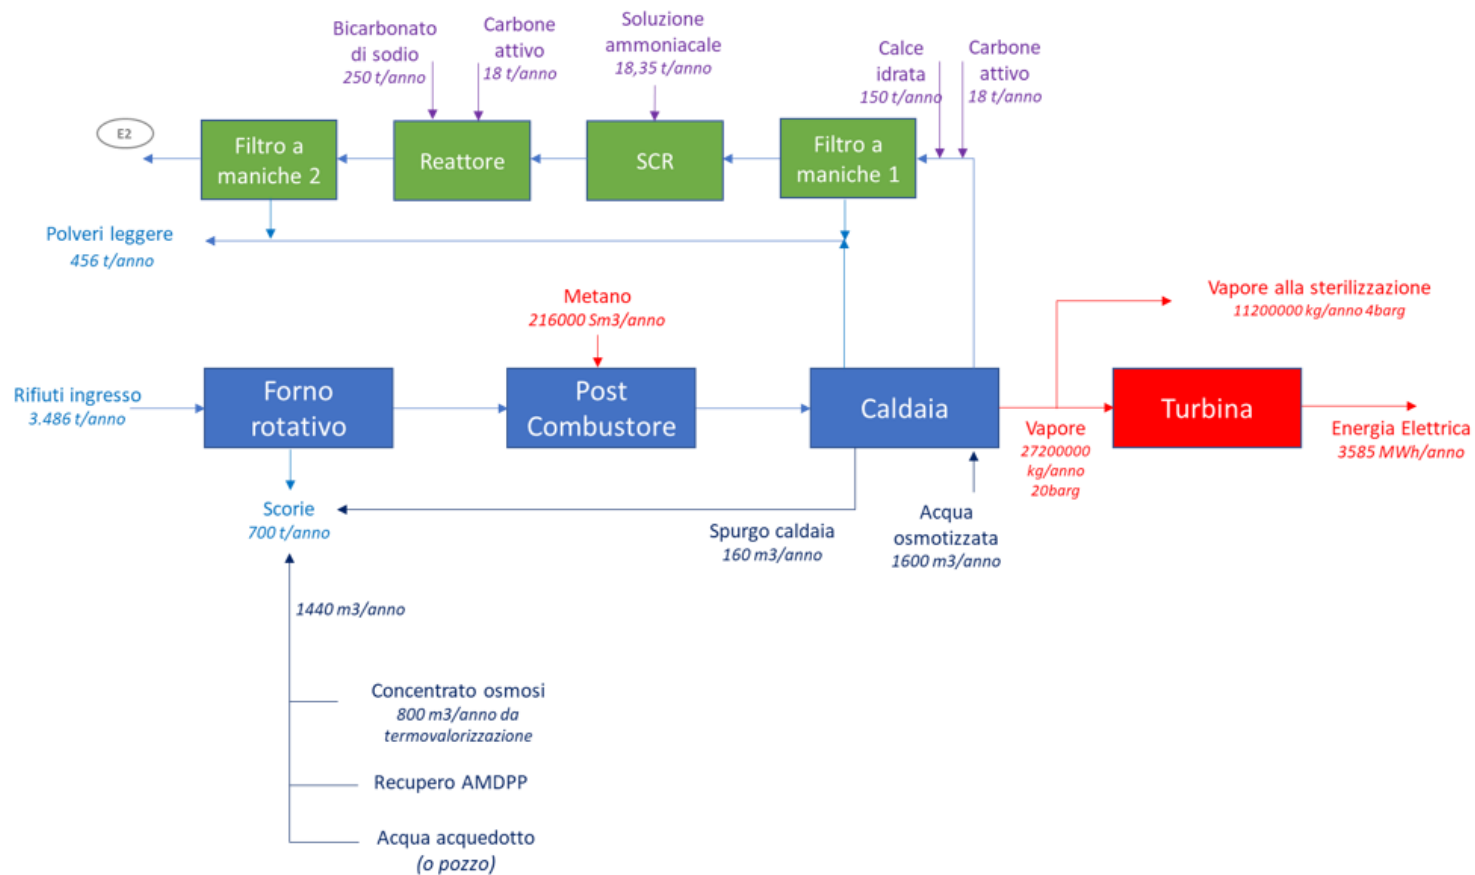 Bicarbonato
di sodio
250 t/anno
Carbone
attivo
18 t/anno
Soluzione
ammoniacale
18,35 t/anno
Calce
idrata
150 t/anno
Carbone
attivo
18 t/anno
E2
Filtro a
maniche 2
Reattore
SCR
Filtro a
maniche 1
Polveri leggere
456 t/anno
Metano
216000 Sm3/anno
Vapore alla sterilizzazione
11200000 kg/anno 4barg
Rifiuti ingresso
3.486 t/anno
Forno
rotativo
Post
Combustore
Caldaia
Turbina
Vapore
27200000
kg/anno
20barg
Energia Elettrica
3585 MWh/anno
Scorie
700 t/anno
Spurgo caldaia
160 m3/anno
Acqua
osmotizzata
1600 m3/anno
1440 m3/anno
Concentrato osmosi
800 m3/anno da
termovalorizzazione
Recupero AMDPP
Acqua acquedotto
(o pozzo)